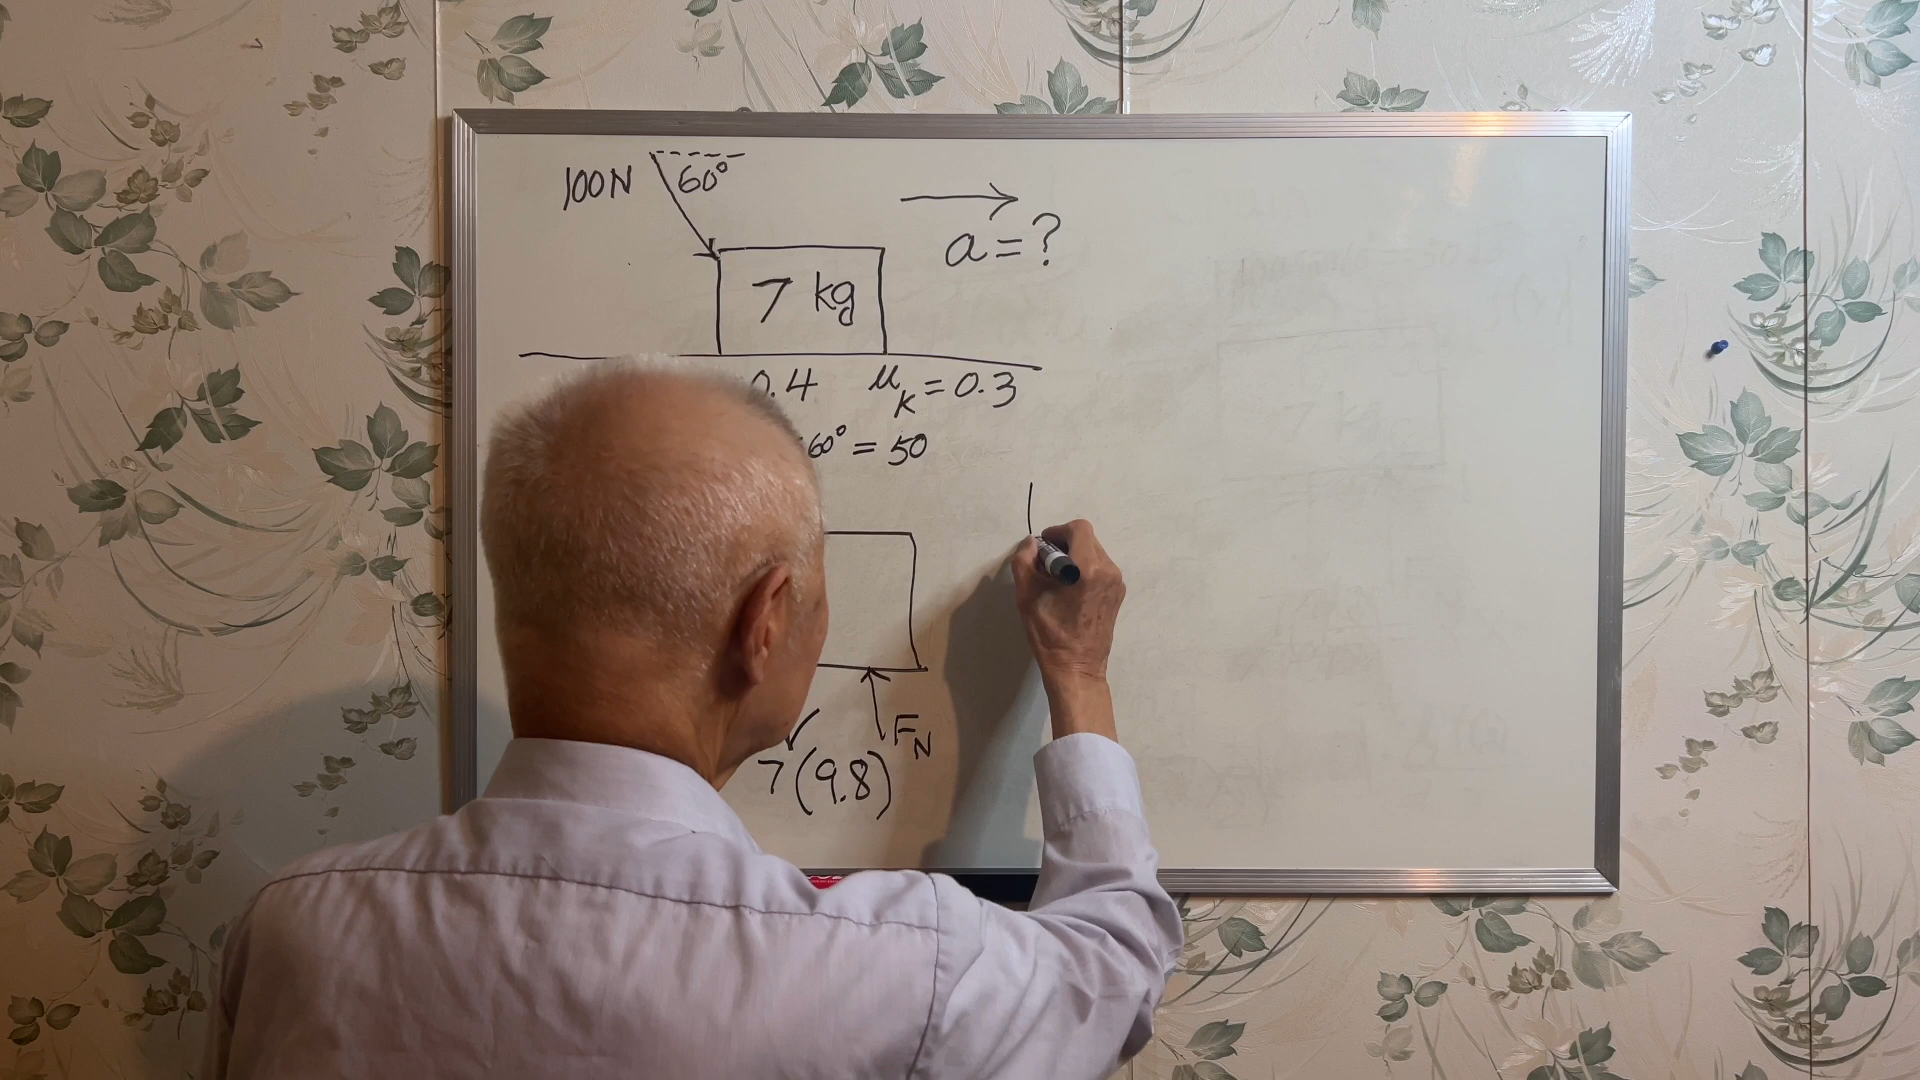 100N 60°
a = ?
7 kg
0.4 μk = 0.3
60° = 50
FN
7(9.8)